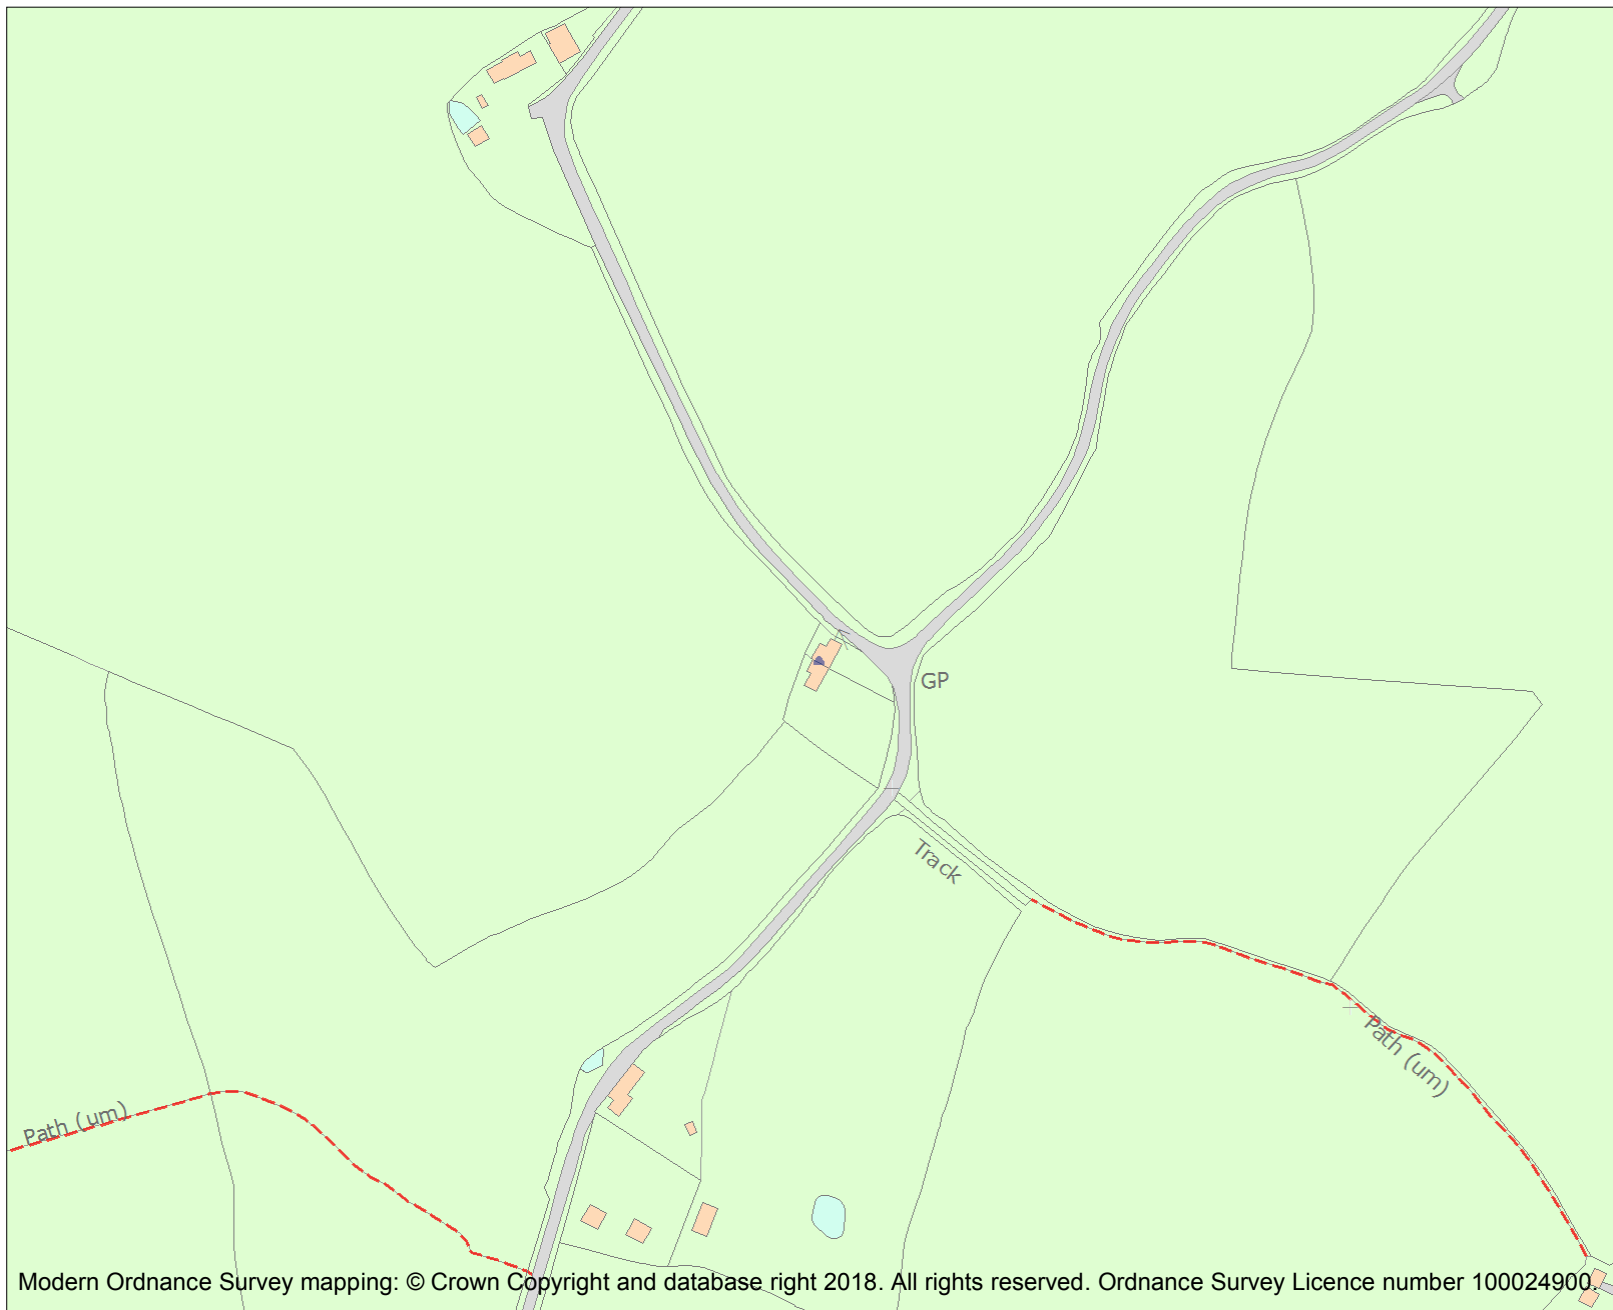 GP
Track
Path (um)
Path (um)
Modern Ordnance Survey mapping: © Crown Copyright and database right 2018. All rights reserved. Ordnance Survey Licence number 100024900.